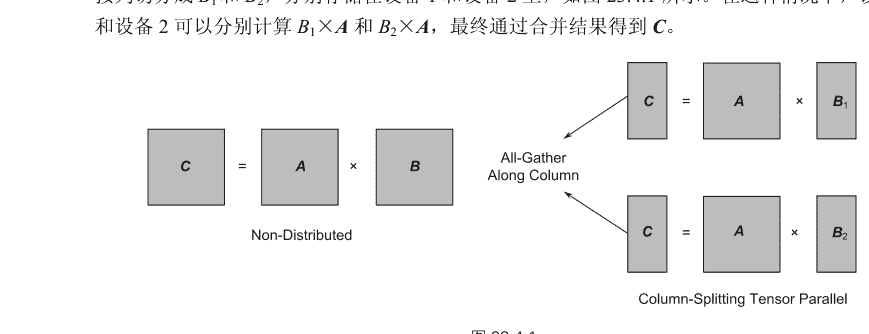 和设备 2 可以分别计算 B₁×A 和 B₂×A，最终通过合并结果得到 C。
C = A × B₁
C = A × B
All-Gather
Along Column
Non-Distributed
C = A × B₂
Column-Splitting Tensor Parallel